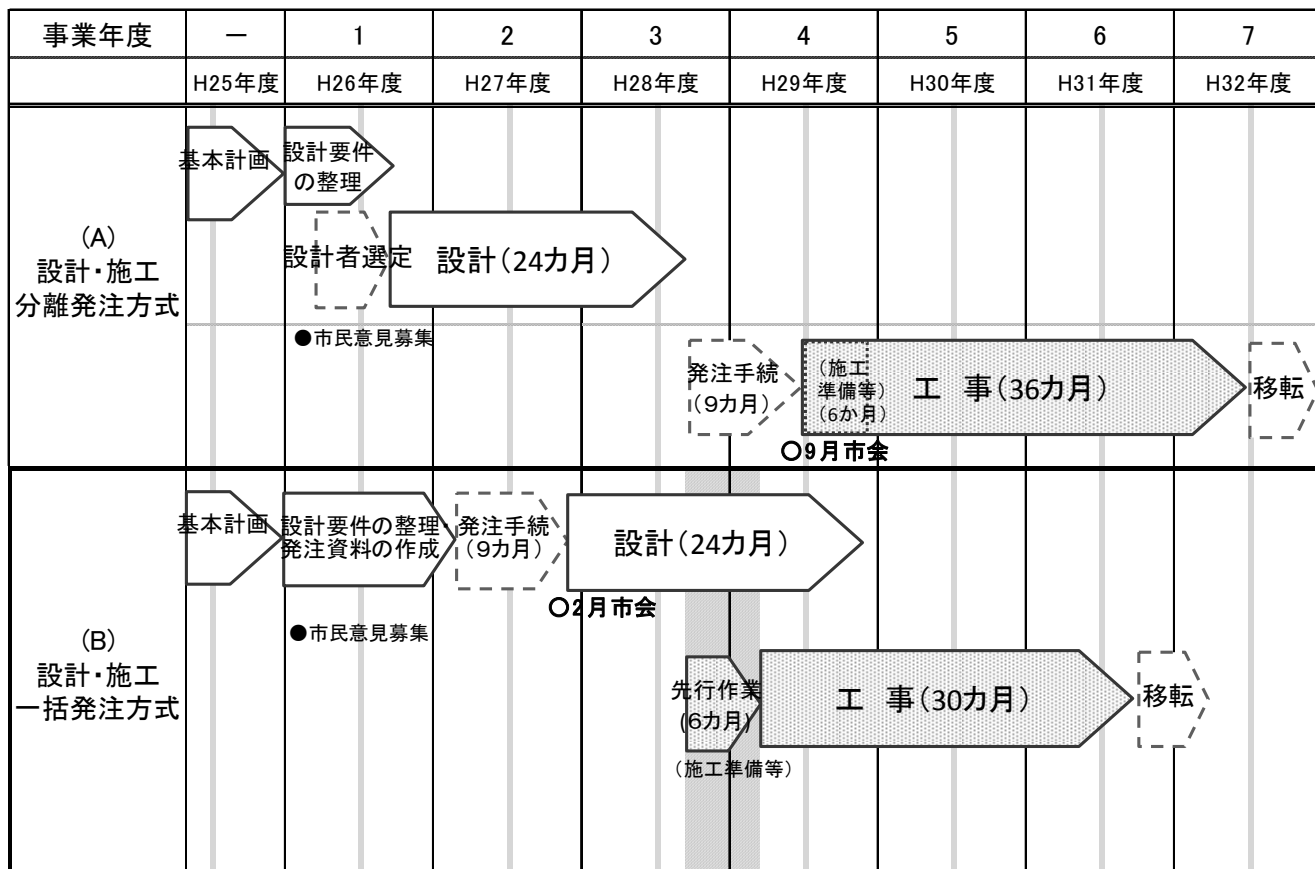 事業年度 － 1 2 3 4 5 6 7
H25年度 H26年度 H27年度 H28年度 H29年度 H30年度 H31年度 H32年度
(A)
設計・施工
分離発注方式
基本計画
設計要件
の整理
設計者選定
設計(24カ月)
●市民意見募集
発注手続
(9カ月)
(施工
準備等)
(6か月)
工 事(36カ月)
移転
○9月市会
(B)
設計・施工
一括発注方式
基本計画
設計要件の整理・
発注資料の作成
発注手続
(9カ月)
設計(24カ月)
○2月市会
●市民意見募集
先行作業
(6カ月)
(施工準備等)
工 事(30カ月)
移転